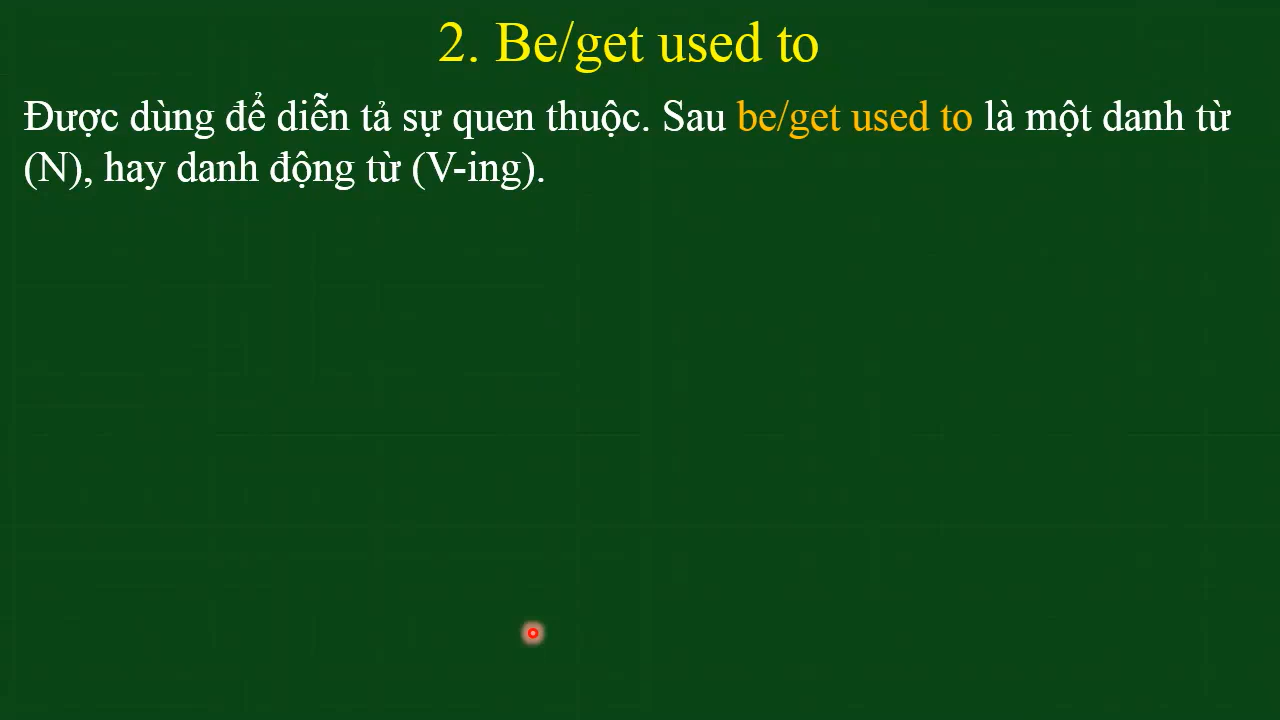 2. Be/get used to
Được dùng để diễn tả sự quen thuộc. Sau be/get used to là một danh từ
(N), hay danh động từ (V-ing).